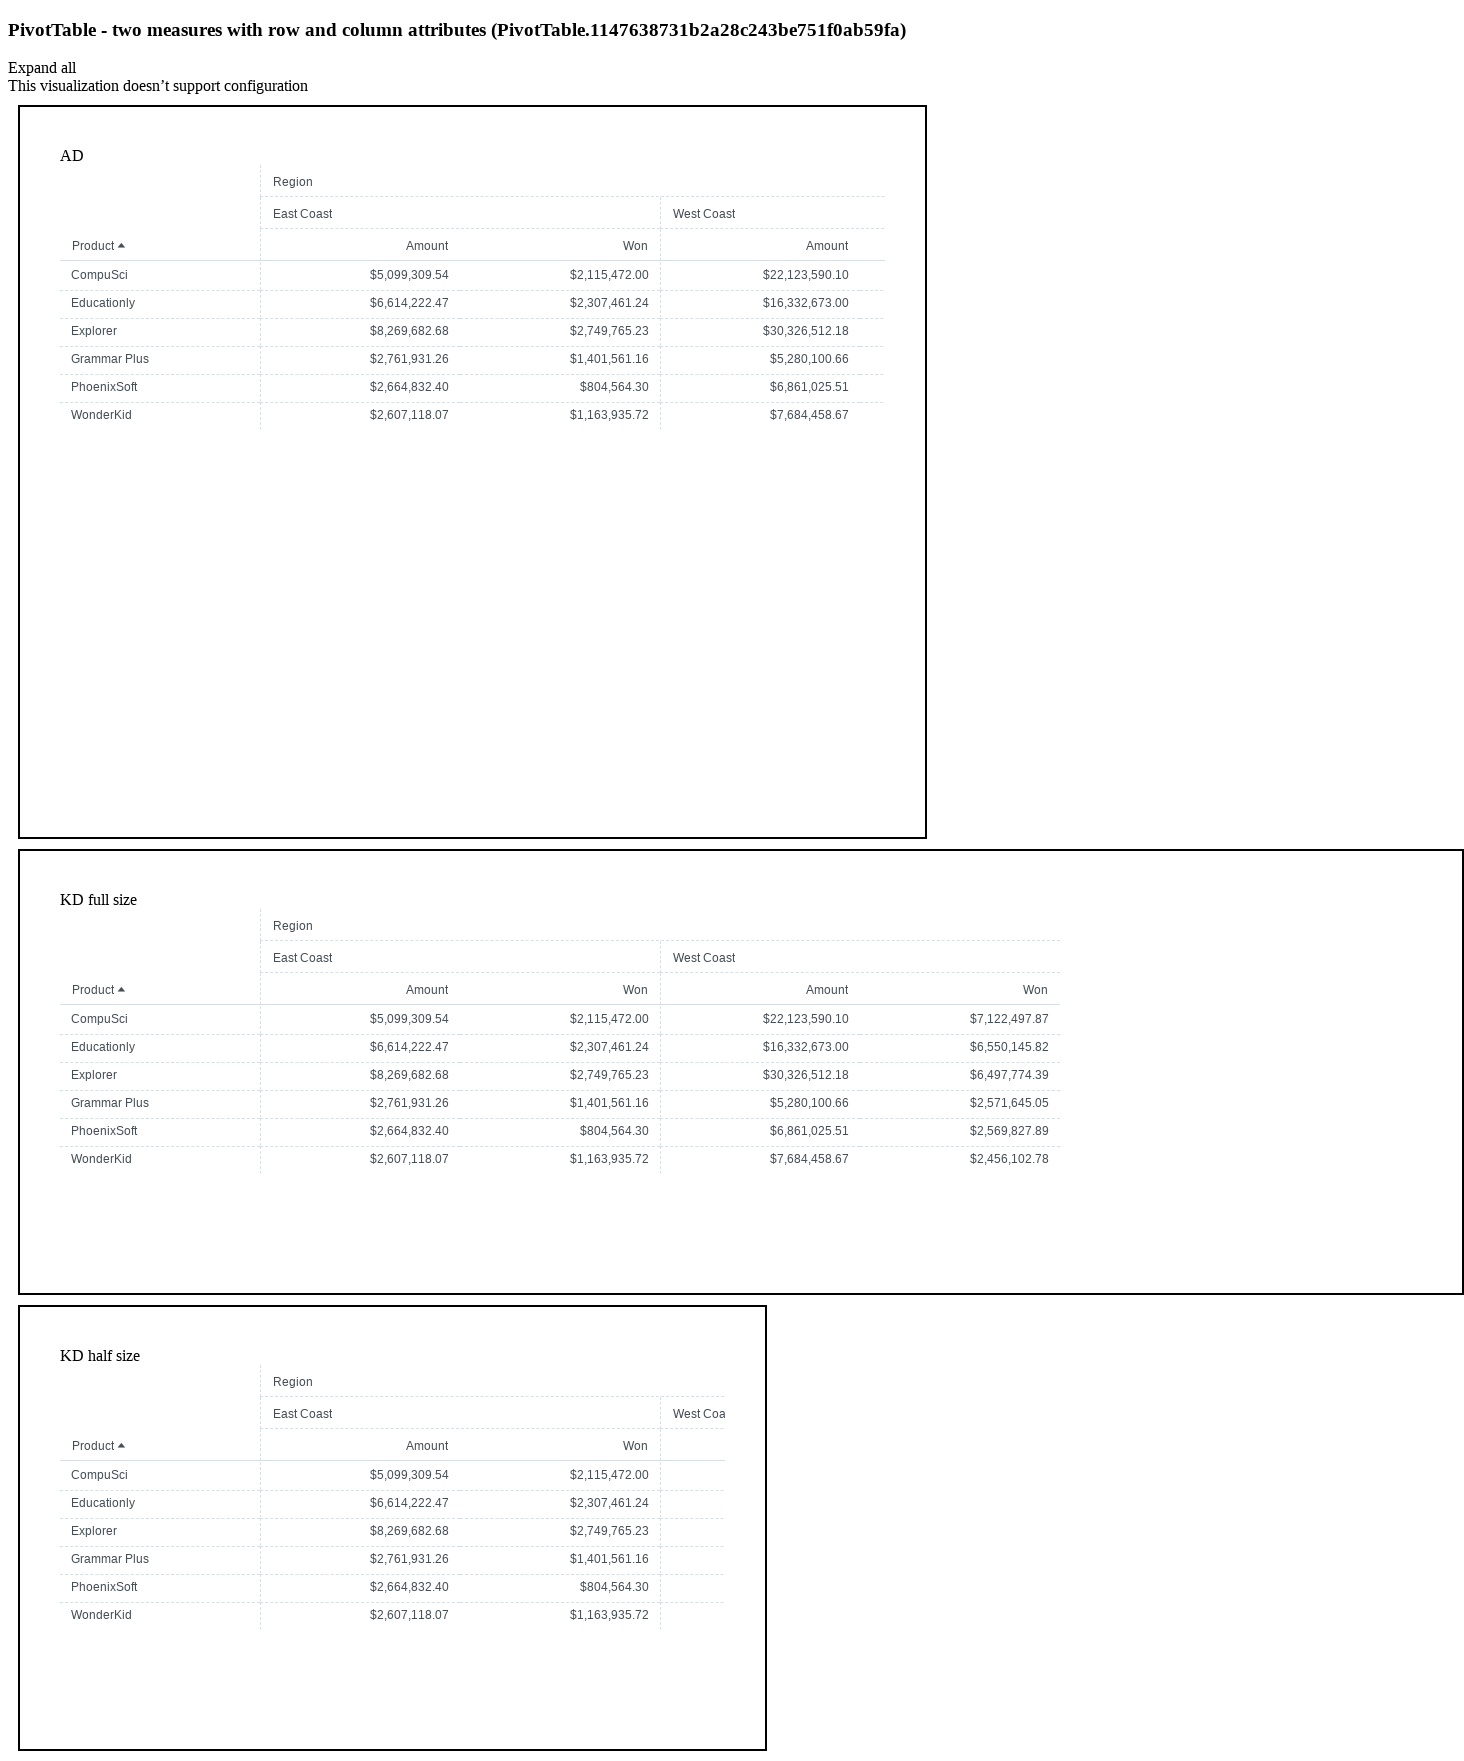 PivotTable - two measures with row and column attributes (PivotTable.1147638731b2a28c243be751f0ab59fa)
Expand all
This visualization doesn’t support configuration
AD
Region
East Coast West Coast
Product Amount Won Amount
CompuSci $5,099,309.54 $2,115,472.00 $22,123,590.10
Educationly $6,614,222.47 $2,307,461.24 $16,332,673.00
Explorer $8,269,682.68 $2,749,765.23 $30,326,512.18
Grammar Plus $2,761,931.26 $1,401,561.16 $5,280,100.66
PhoenixSoft $2,664,832.40 $804,564.30 $6,861,025.51
WonderKid $2,607,118.07 $1,163,935.72 $7,684,458.67
KD full size
Region
East Coast West Coast
Product Amount Won Amount Won
CompuSci $5,099,309.54 $2,115,472.00 $22,123,590.10 $7,122,497.87
Educationly $6,614,222.47 $2,307,461.24 $16,332,673.00 $6,550,145.82
Explorer $8,269,682.68 $2,749,765.23 $30,326,512.18 $6,497,774.39
Grammar Plus $2,761,931.26 $1,401,561.16 $5,280,100.66 $2,571,645.05
PhoenixSoft $2,664,832.40 $804,564.30 $6,861,025.51 $2,569,827.89
WonderKid $2,607,118.07 $1,163,935.72 $7,684,458.67 $2,456,102.78
KD half size
Region
East Coast West Coa
Product Amount Won
CompuSci $5,099,309.54 $2,115,472.00
Educationly $6,614,222.47 $2,307,461.24
Explorer $8,269,682.68 $2,749,765.23
Grammar Plus $2,761,931.26 $1,401,561.16
PhoenixSoft $2,664,832.40 $804,564.30
WonderKid $2,607,118.07 $1,163,935.72